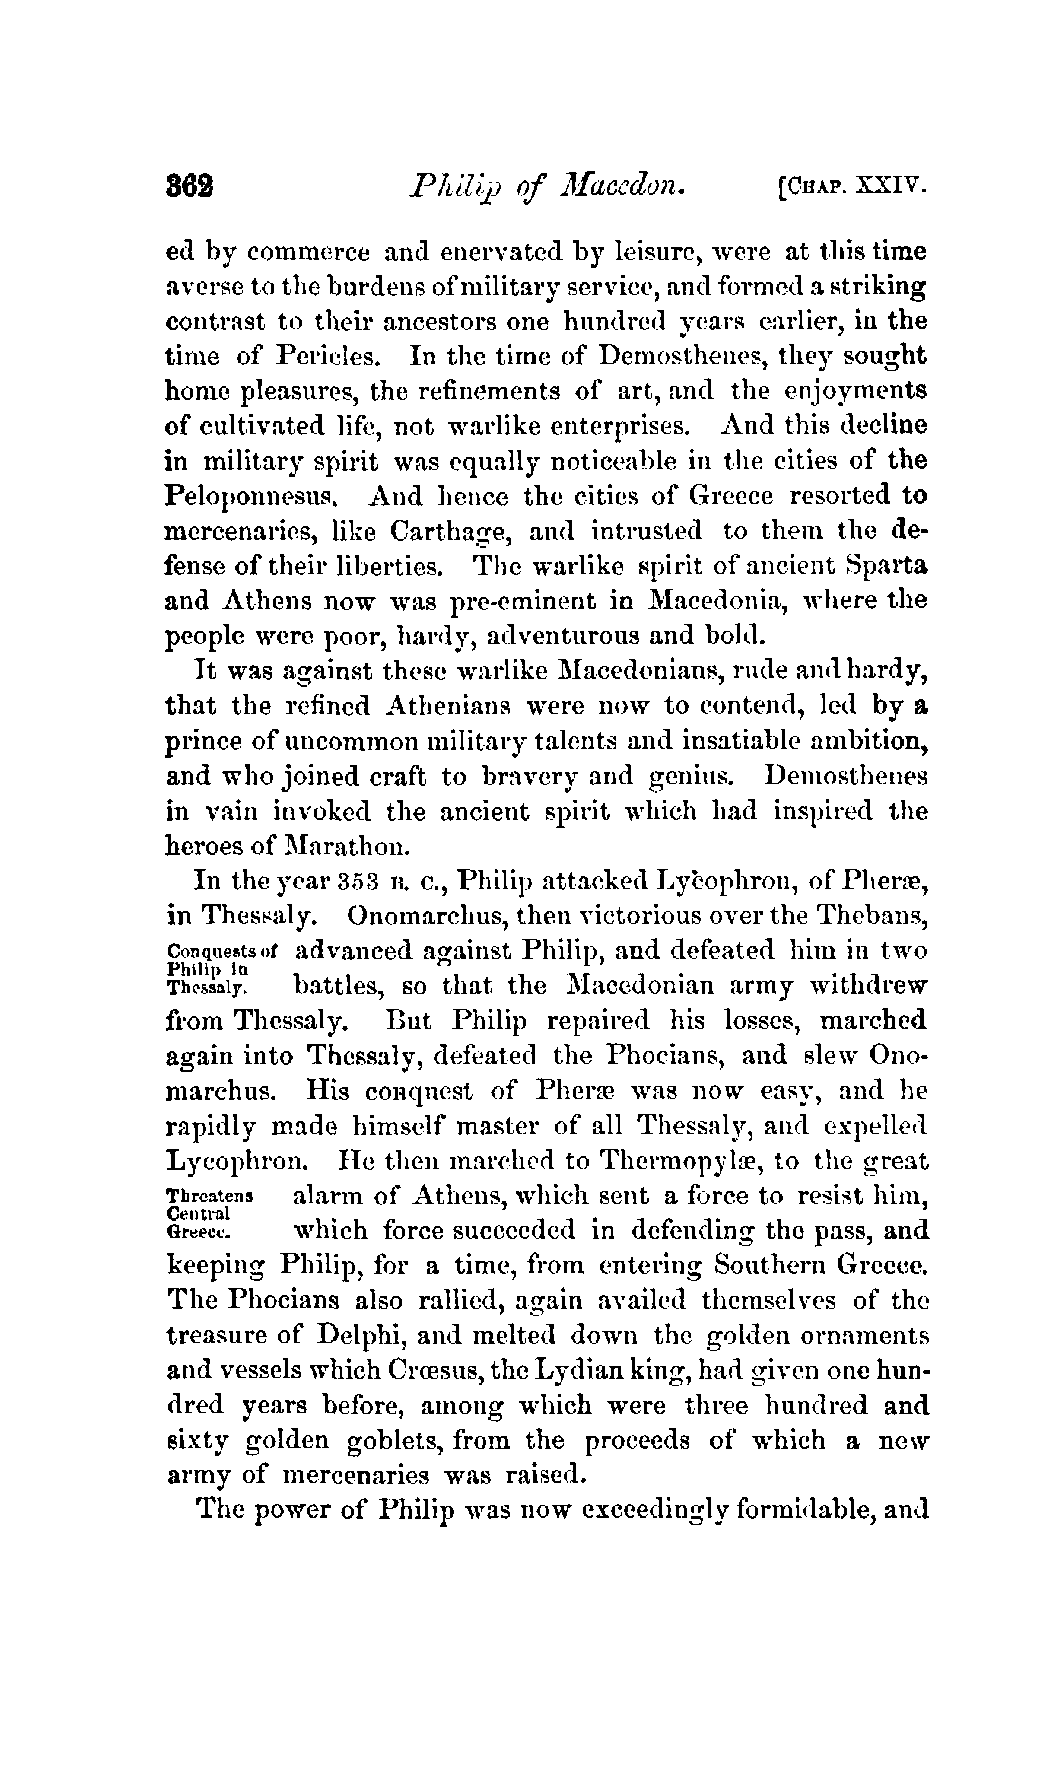 362 Philip of Macedon. [CHAP. XXIV.
ed by commerce and enervated by leisure, were at this time
averse to the burdens of military service, and formed a striking
contrast to their ancestors one hundred years earlier, in the
time of Pericles. In the time of Demosthenes, they sought
home pleasures, the refinements of art, and the enjoyments
of cultivated life, not warlike enterprises. And this decline
in military spirit was equally noticeable in the cities of the
Peloponnesus. And hence the cities of Greece resorted to
mercenaries, like Carthage, and intrusted to them the de-
fense of their liberties. The warlike spirit of ancient Sparta
and Athens now was pre-eminent in Macedonia, where the
people were poor, hardy, adventurous and bold.
It was against these warlike Macedonians, rude and hardy,
that the refined Athenians were now to contend, led by a
prince of uncommon military talents and insatiable ambition,
and who joined craft to bravery and genius. Demosthenes
in vain invoked the ancient spirit which had inspired the
heroes of Marathon.
In the year 353 B. C., Philip attacked Lycophron, of Pheræ,
in Thessaly. Onomarchus, then victorious over the Thebans,
Conquests of
Philip in
Thessaly.
advanced against Philip, and defeated him in two
battles, so that the Macedonian army withdrew
from Thessaly. But Philip repaired his losses, marched
again into Thessaly, defeated the Phocians, and slew Ono-
marchus. His conquest of Pheræ was now easy, and he
rapidly made himself master of all Thessaly, and expelled
Lycophron. He then marched to Thermopylæ, to the great
Threatens
Central
Greece.
alarm of Athens, which sent a force to resist him,
which force succeeded in defending the pass, and
keeping Philip, for a time, from entering Southern Greece.
The Phocians also rallied, again availed themselves of the
treasure of Delphi, and melted down the golden ornaments
and vessels which Crœsus, the Lydian king, had given one hun-
dred years before, among which were three hundred and
sixty golden goblets, from the proceeds of which a new
army of mercenaries was raised.
The power of Philip was now exceedingly formidable, and